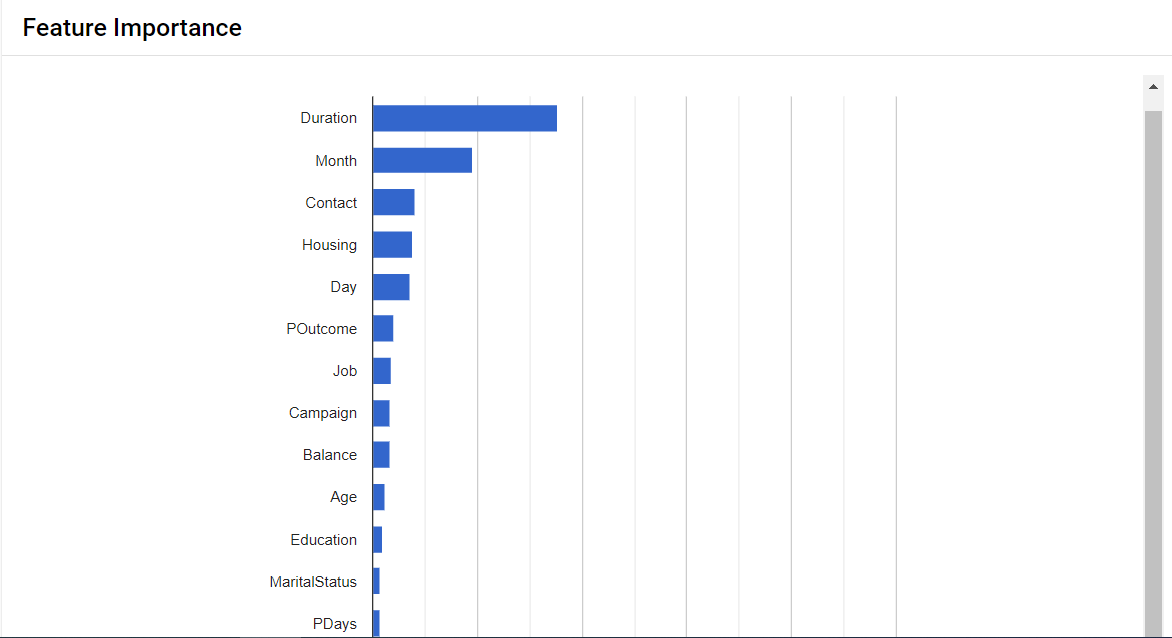 Feature Importance
Duration
Month
Contact
Housing
Day
POutcome
Job
Campaign
Balance
Age
Education
MaritalStatus
PDays